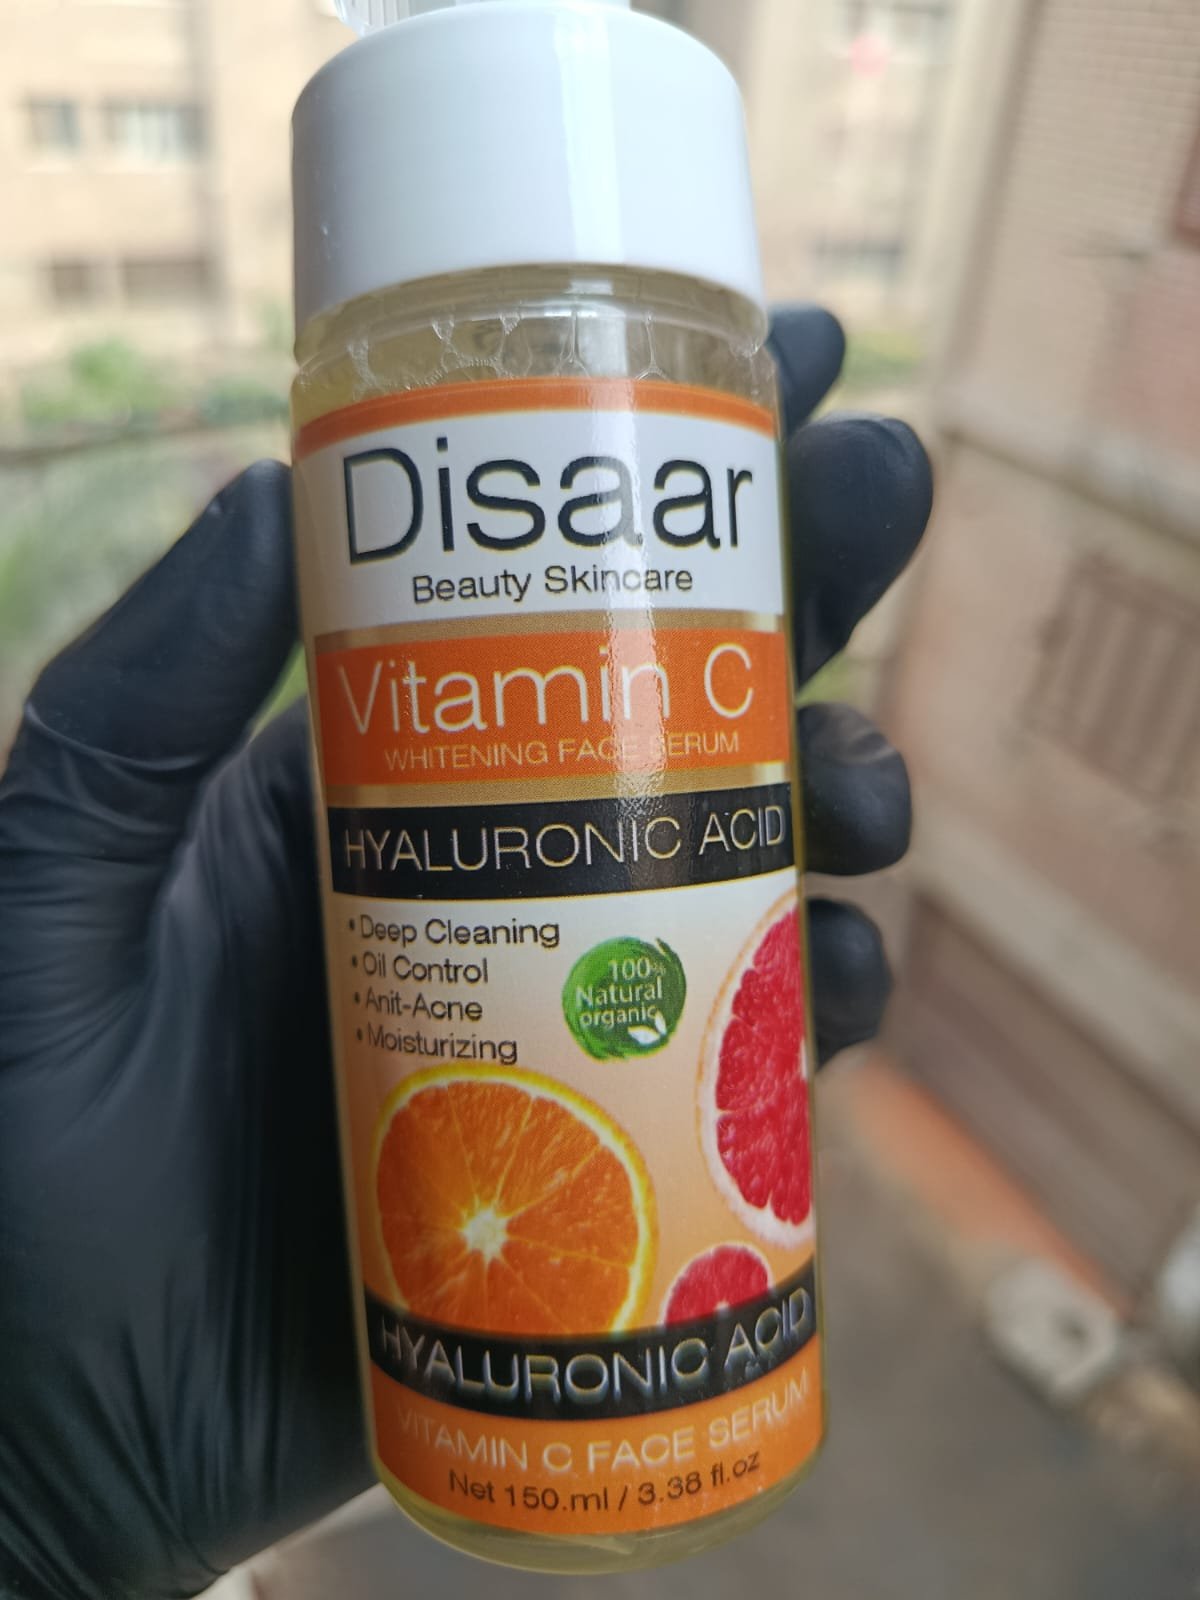 Disaar
Beauty Skincare
Vitamin C
WHITENING FACE SERUM
HYALURONIC ACID
• Deep Cleaning
• Oil Control
• Anit-Acne
• Moisturizing
100%
Natural
organic
HYALURONIC ACID
VITAMIN C FACE SERUM
Net 150.ml / 3.38 fl.oz